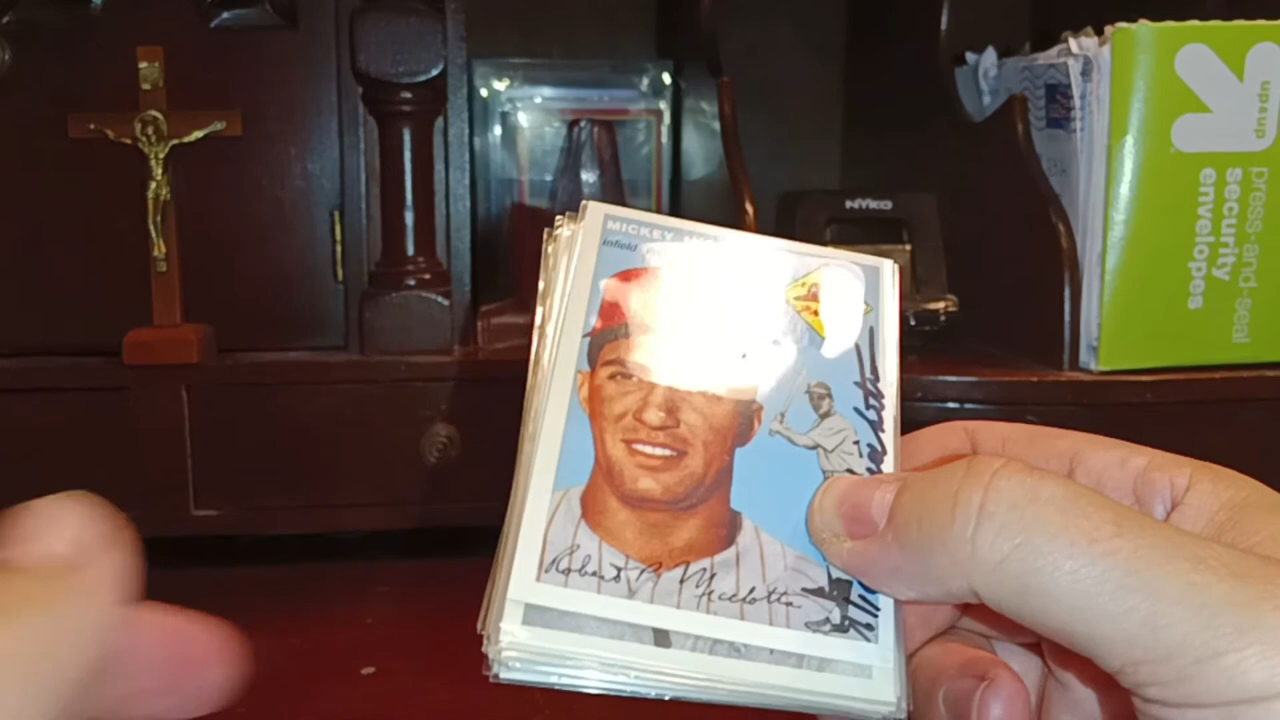 MICKEY
infield
Robert P. Micelotta
NYKO
up&up
press-and-seal
security
envelopes